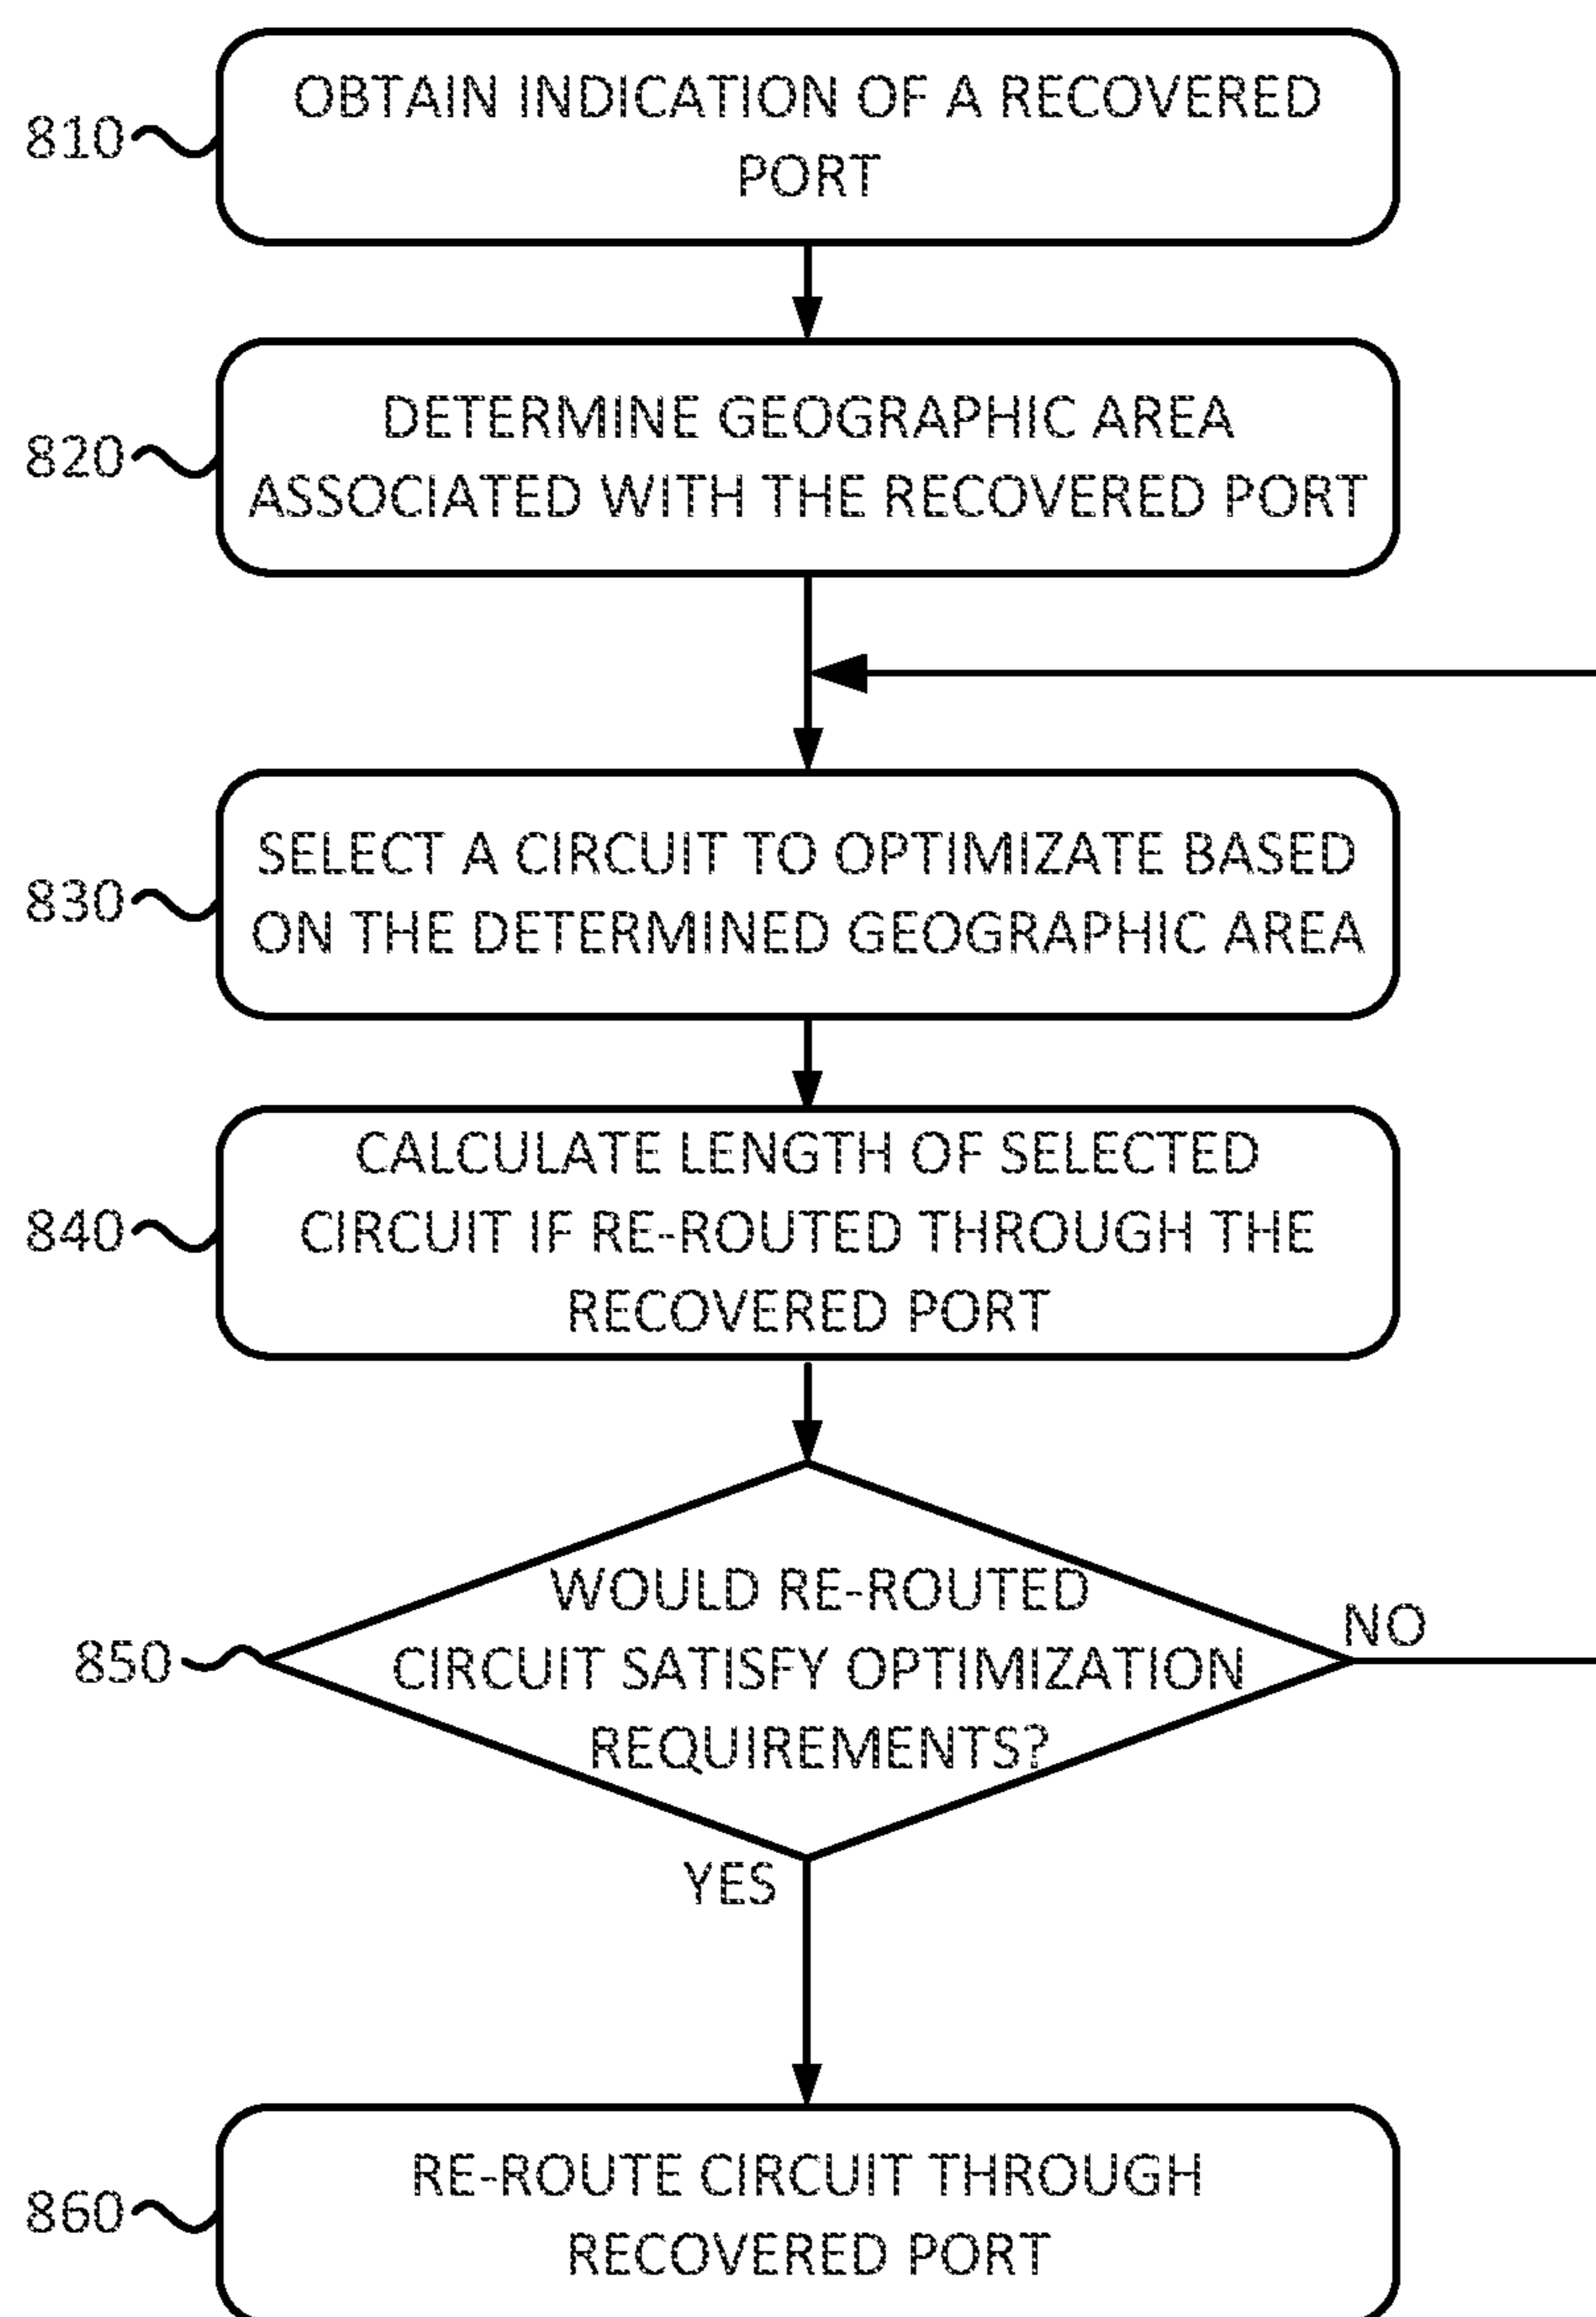 810
OBTAIN INDICATION OF A RECOVERED
PORT
820
DETERMINE GEOGRAPHIC AREA
ASSOCIATED WITH THE RECOVERED PORT
830
SELECT A CIRCUIT TO OPTIMIZATE BASED
ON THE DETERMINED GEOGRAPHIC AREA
840
CALCULATE LENGTH OF SELECTED
CIRCUIT IF RE-ROUTED THROUGH THE
RECOVERED PORT
850
WOULD RE-ROUTED
CIRCUIT SATISFY OPTIMIZATION
REQUIREMENTS?
NO
YES
860
RE-ROUTE CIRCUIT THROUGH
RECOVERED PORT